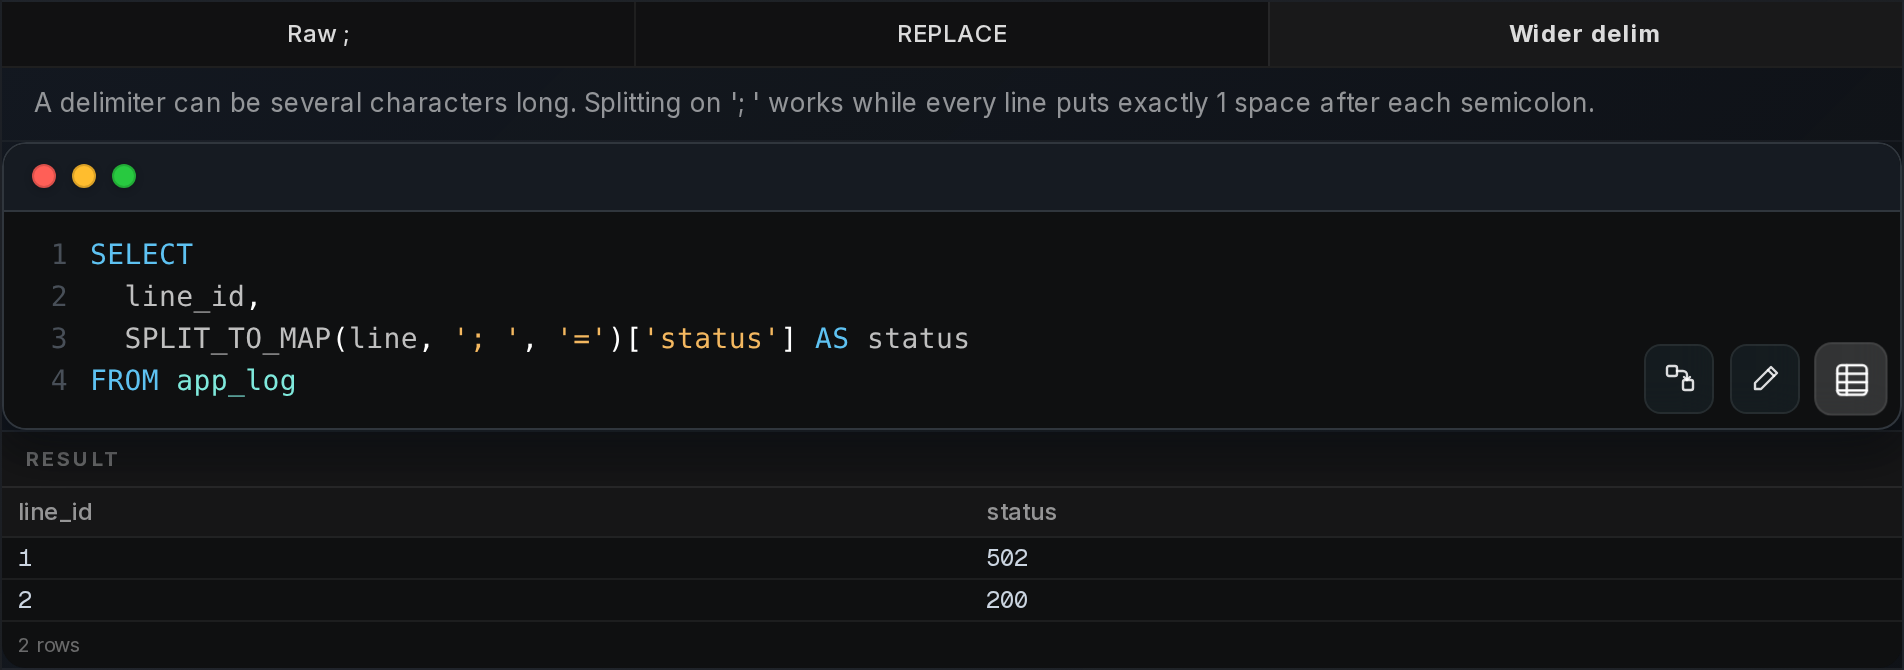 Raw ;
REPLACE
Wider delim
A delimiter can be several characters long. Splitting on '; ' works while every line puts exactly 1 space after each semicolon.
1 SELECT
2   line_id,
3   SPLIT_TO_MAP(line, '; ', '=')['status'] AS status
4 FROM app_log
RESULT
line_id status
1 502
2 200
2 rows